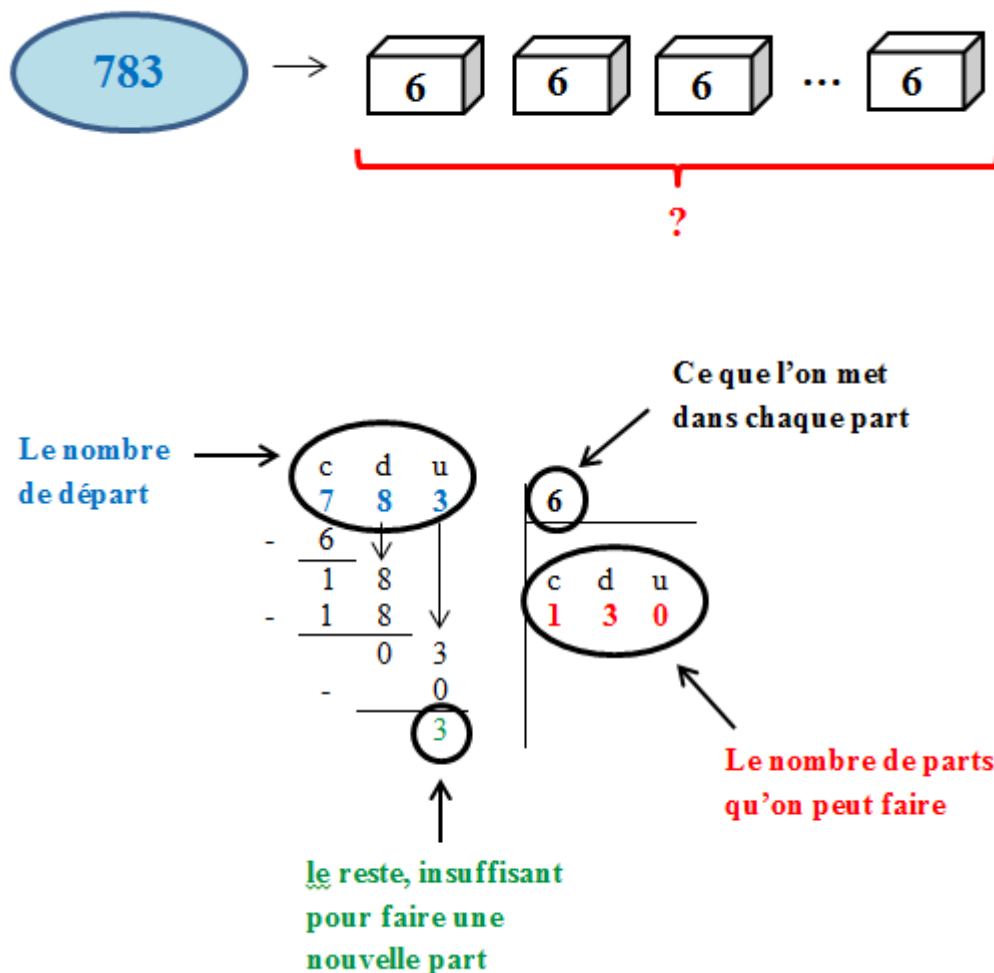 783 → 6 6 6 ... 6
?
Ce que l'on met
dans chaque part
Le nombre
de départ
c d u
7 8 3
6
- 6
1 8
- 1 8
0 3
- 0
3
c d u
1 3 0
Le nombre de parts
qu'on peut faire
le reste, insuffisant
pour faire une
nouvelle part